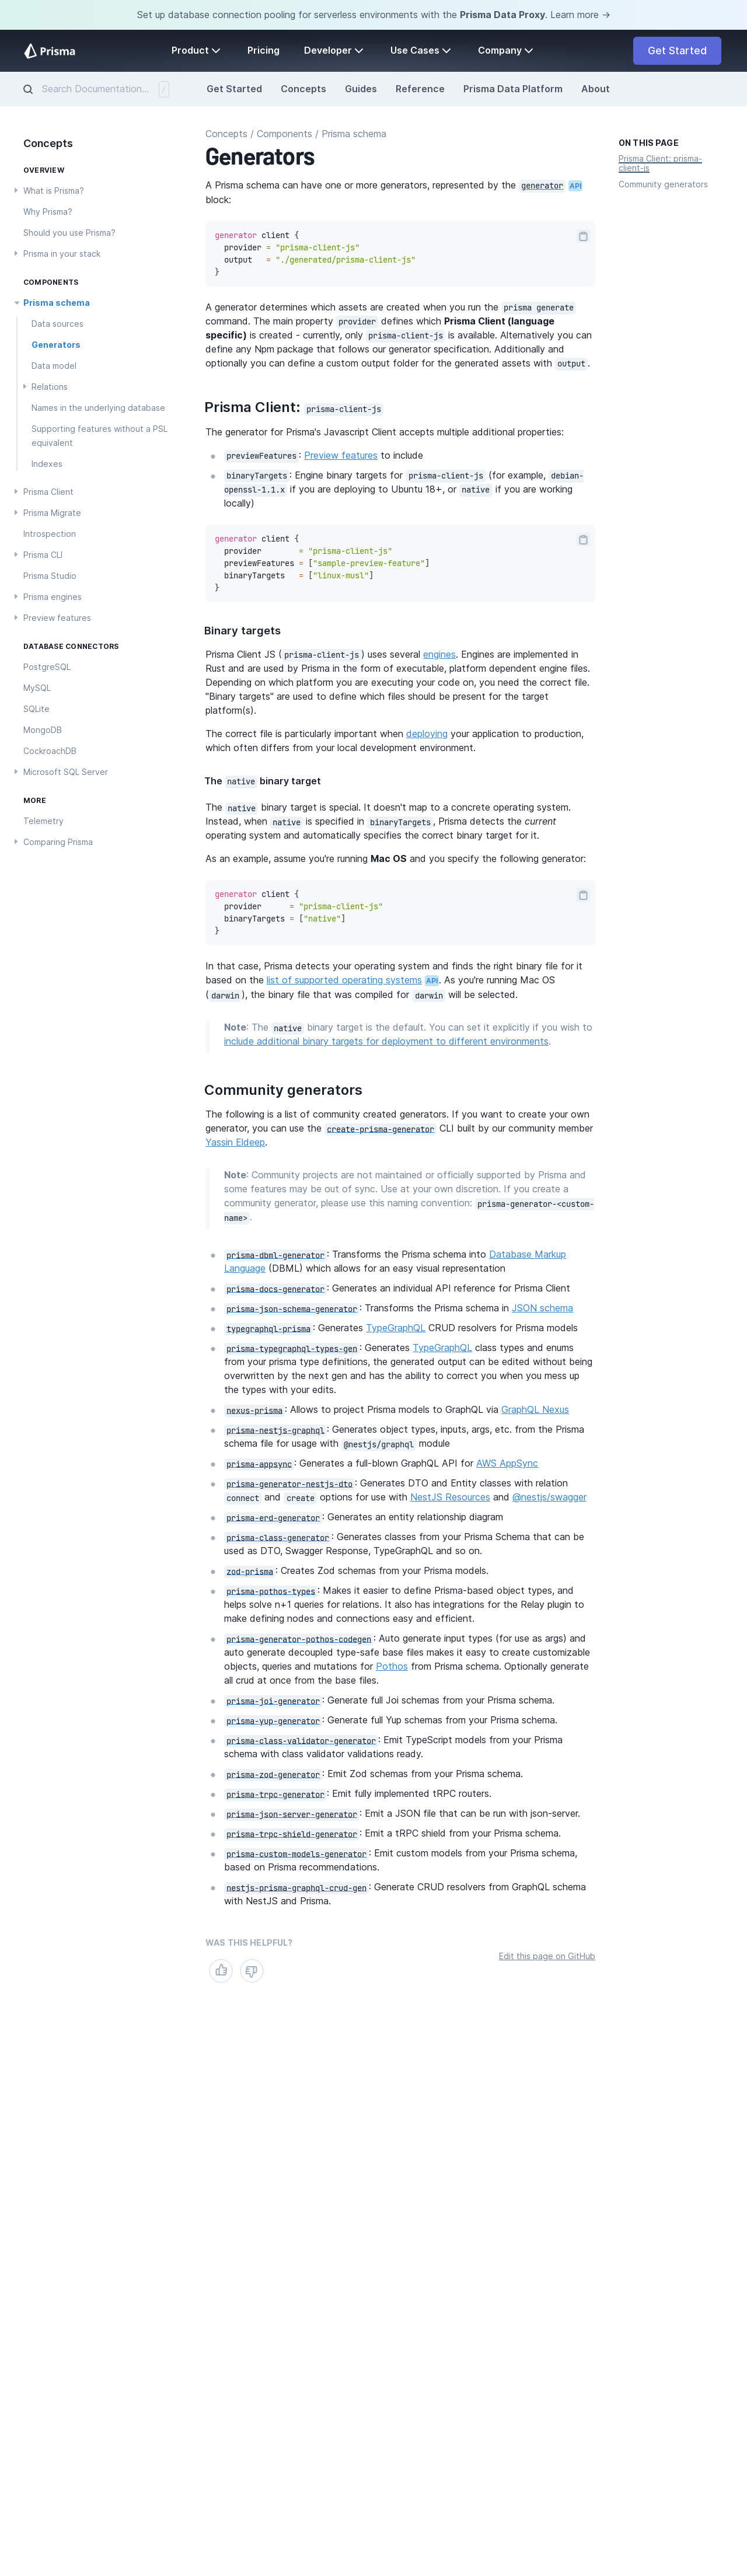 Set up database connection pooling for serverless environments with the Prisma Data Proxy. Learn more →
Prisma
Product
Pricing
Developer
Use Cases
Company
Get Started
Search Documentation...
/
Get Started
Concepts
Guides
Reference
Prisma Data Platform
About
Concepts
OVERVIEW
What is Prisma?
Why Prisma?
Should you use Prisma?
Prisma in your stack
COMPONENTS
Prisma schema
Data sources
Generators
Data model
Relations
Names in the underlying database
Supporting features without a PSL
equivalent
Indexes
Prisma Client
Prisma Migrate
Introspection
Prisma CLI
Prisma Studio
Prisma engines
Preview features
DATABASE CONNECTORS
PostgreSQL
MySQL
SQLite
MongoDB
CockroachDB
Microsoft SQL Server
MORE
Telemetry
Comparing Prisma
Concepts / Components / Prisma schema
Generators
A Prisma schema can have one or more generators, represented by the generator API
block:
generator client {
provider = "prisma-client-js"
output   = "./generated/prisma-client-js"
}
A generator determines which assets are created when you run the prisma generate
command. The main property provider defines which Prisma Client (language
specific) is created - currently, only prisma-client-js is available. Alternatively you can
define any Npm package that follows our generator specification. Additionally and
optionally you can define a custom output folder for the generated assets with output .
Prisma Client: prisma-client-js
The generator for Prisma's Javascript Client accepts multiple additional properties:
previewFeatures : Preview features to include
binaryTargets : Engine binary targets for prisma-client-js (for example, debian-
openssl-1.1.x if you are deploying to Ubuntu 18+, or native if you are working
locally)
generator client {
provider        = "prisma-client-js"
previewFeatures = ["sample-preview-feature"]
binaryTargets   = ["linux-musl"]
}
Binary targets
Prisma Client JS ( prisma-client-js ) uses several engines. Engines are implemented in
Rust and are used by Prisma in the form of executable, platform dependent engine files.
Depending on which platform you are executing your code on, you need the correct file.
"Binary targets" are used to define which files should be present for the target
platform(s).
The correct file is particularly important when deploying your application to production,
which often differs from your local development environment.
The native binary target
The native binary target is special. It doesn't map to a concrete operating system.
Instead, when native is specified in binaryTargets , Prisma detects the current
operating system and automatically specifies the correct binary target for it.
As an example, assume you're running Mac OS and you specify the following generator:
generator client {
provider      = "prisma-client-js"
binaryTargets = ["native"]
}
In that case, Prisma detects your operating system and finds the right binary file for it
based on the list of supported operating systems API. As you're running Mac OS
( darwin ), the binary file that was compiled for darwin will be selected.
Note: The native binary target is the default. You can set it explicitly if you wish to
include additional binary targets for deployment to different environments.
Community generators
The following is a list of community created generators. If you want to create your own
generator, you can use the create-prisma-generator CLI built by our community member
Yassin Eldeep.
Note: Community projects are not maintained or officially supported by Prisma and
some features may be out of sync. Use at your own discretion. If you create a
community generator, please use this naming convention: prisma-generator-<custom-
name> .
prisma-dbml-generator : Transforms the Prisma schema into Database Markup
Language (DBML) which allows for an easy visual representation
prisma-docs-generator : Generates an individual API reference for Prisma Client
prisma-json-schema-generator : Transforms the Prisma schema in JSON schema
typegraphql-prisma : Generates TypeGraphQL CRUD resolvers for Prisma models
prisma-typegraphql-types-gen : Generates TypeGraphQL class types and enums
from your prisma type definitions, the generated output can be edited without being
overwritten by the next gen and has the ability to correct you when you mess up
the types with your edits.
nexus-prisma : Allows to project Prisma models to GraphQL via GraphQL Nexus
prisma-nestjs-graphql : Generates object types, inputs, args, etc. from the Prisma
schema file for usage with @nestjs/graphql module
prisma-appsync : Generates a full-blown GraphQL API for AWS AppSync
prisma-generator-nestjs-dto : Generates DTO and Entity classes with relation
connect and create options for use with NestJS Resources and @nestjs/swagger
prisma-erd-generator : Generates an entity relationship diagram
prisma-class-generator : Generates classes from your Prisma Schema that can be
used as DTO, Swagger Response, TypeGraphQL and so on.
zod-prisma : Creates Zod schemas from your Prisma models.
prisma-pothos-types : Makes it easier to define Prisma-based object types, and
helps solve n+1 queries for relations. It also has integrations for the Relay plugin to
make defining nodes and connections easy and efficient.
prisma-generator-pothos-codegen : Auto generate input types (for use as args) and
auto generate decoupled type-safe base files makes it easy to create customizable
objects, queries and mutations for Pothos from Prisma schema. Optionally generate
all crud at once from the base files.
prisma-joi-generator : Generate full Joi schemas from your Prisma schema.
prisma-yup-generator : Generate full Yup schemas from your Prisma schema.
prisma-class-validator-generator : Emit TypeScript models from your Prisma
schema with class validator validations ready.
prisma-zod-generator : Emit Zod schemas from your Prisma schema.
prisma-trpc-generator : Emit fully implemented tRPC routers.
prisma-json-server-generator : Emit a JSON file that can be run with json-server.
prisma-trpc-shield-generator : Emit a tRPC shield from your Prisma schema.
prisma-custom-models-generator : Emit custom models from your Prisma schema,
based on Prisma recommendations.
nestjs-prisma-graphql-crud-gen : Generate CRUD resolvers from GraphQL schema
with NestJS and Prisma.
WAS THIS HELPFUL?
Edit this page on GitHub
ON THIS PAGE
Prisma Client: prisma-
client-js
Community generators